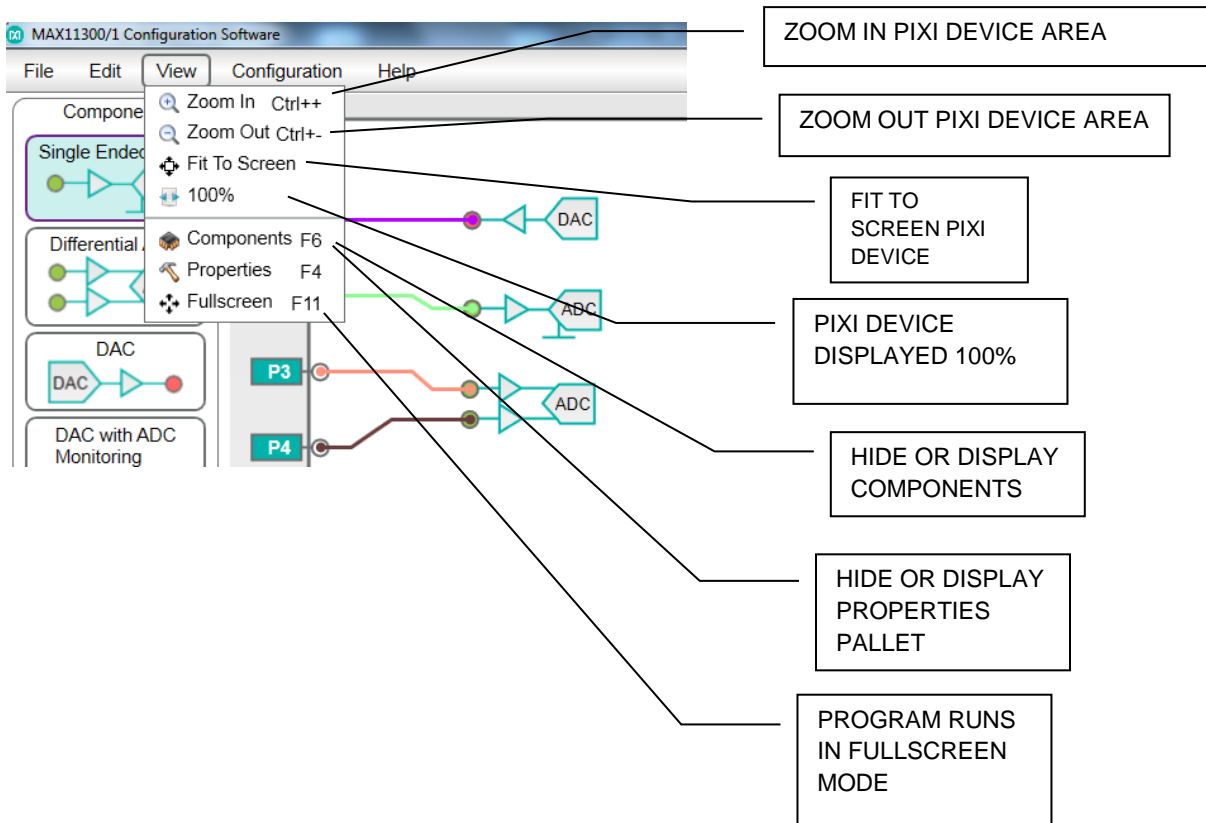 MAX11300/1 Configuration Software
File Edit View Configuration Help
Compone
Single Ended
Differential
DAC
DAC
DAC with ADC
Monitoring
Zoom In Ctrl++
Zoom Out Ctrl+-
Fit To Screen
100%
Components F6
Properties F4
Fullscreen F11
DAC
ADC
P3
ADC
P4
ZOOM IN PIXI DEVICE AREA
ZOOM OUT PIXI DEVICE AREA
FIT TO
SCREEN PIXI
DEVICE
PIXI DEVICE
DISPLAYED 100%
HIDE OR DISPLAY
COMPONENTS
HIDE OR DISPLAY
PROPERTIES
PALLET
PROGRAM RUNS
IN FULLSCREEN
MODE